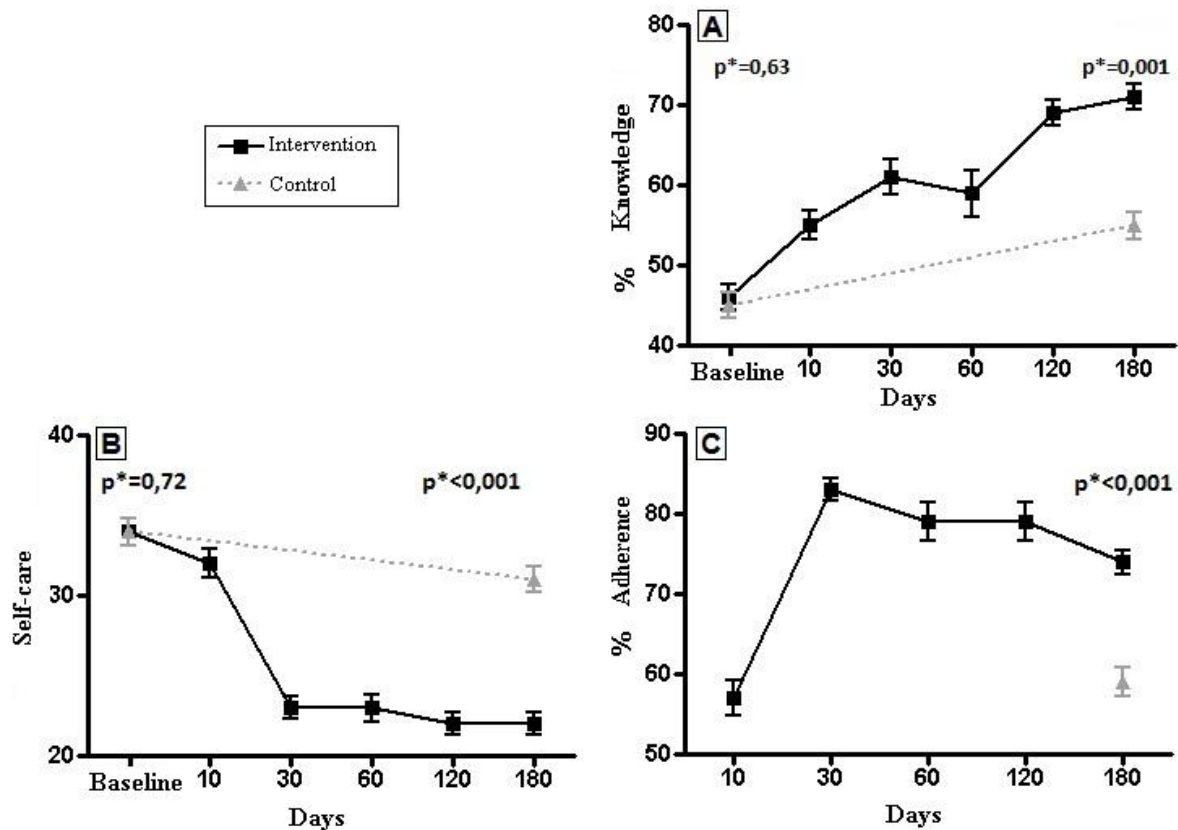 Intervention
Control
A
p*=0,63
p*=0,001
80
70
60
50
40
% Knowledge
Baseline 10 30 60 120 180
Days
B
p*=0,72
p*<0,001
40
30
20
Self-care
Baseline 10 30 60 120 180
Days
C
p*<0,001
90
80
70
60
50
% Adherence
10 30 60 120 180
Days